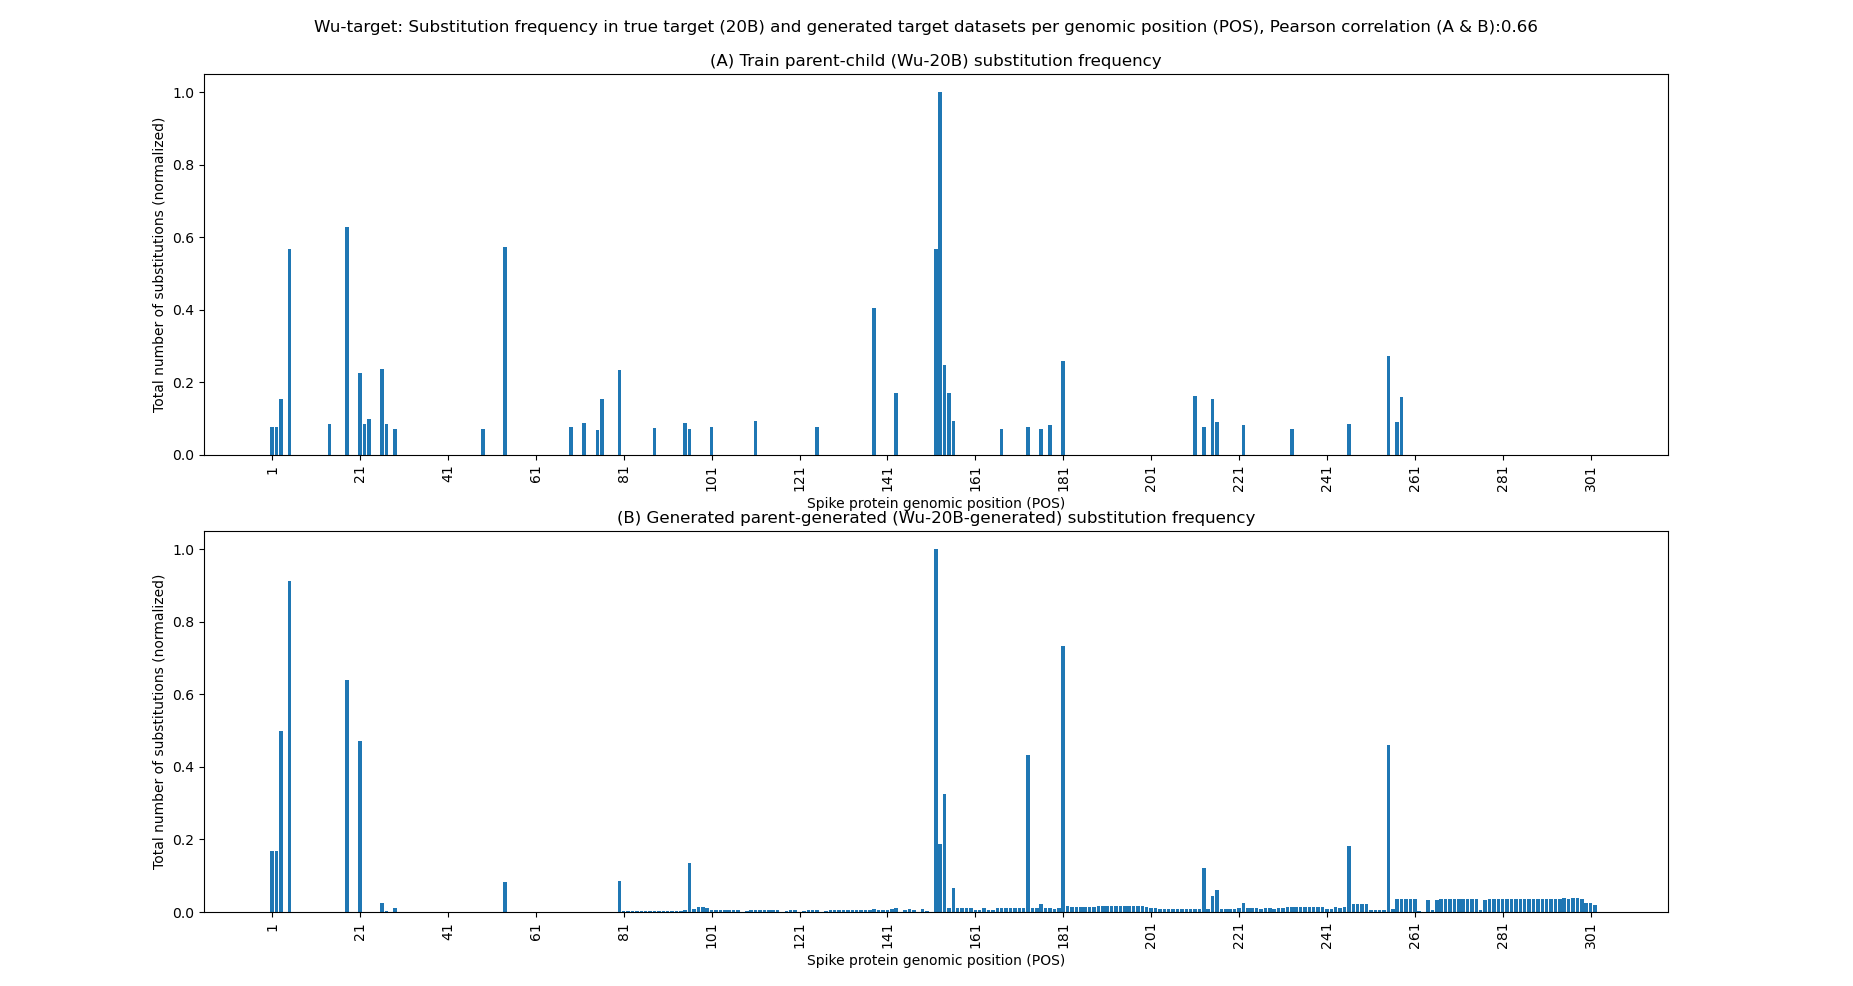 Wu-target: Substitution frequency in true target (20B) and generated target datasets per genomic position (POS), Pearson correlation (A & B):0.66
(A) Train parent-child (Wu-20B) substitution frequency
Total number of substitutions (normalized)
1.0
0.8
0.6
0.4
0.2
0.0
1 21 41 61 81 101 121 141 161 181 201 221 241 261 281 301
Spike protein genomic position (POS)
(B) Generated parent-generated (Wu-20B-generated) substitution frequency
Total number of substitutions (normalized)
1.0
0.8
0.6
0.4
0.2
0.0
1 21 41 61 81 101 121 141 161 181 201 221 241 261 281 301
Spike protein genomic position (POS)